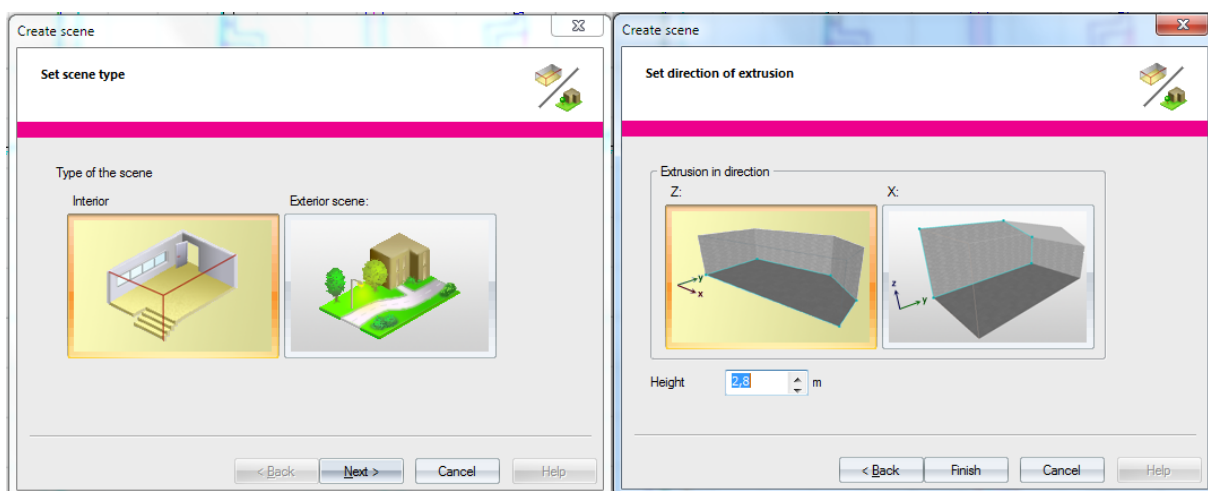 Create scene
Set scene type
Type of the scene
Interior
Exterior scene:
< Back
Next >
Cancel
Help
Create scene
Set direction of extrusion
Extrusion in direction
Z:
X:
y
x
z
y
Height 2,8 m
< Back
Finish
Cancel
Help